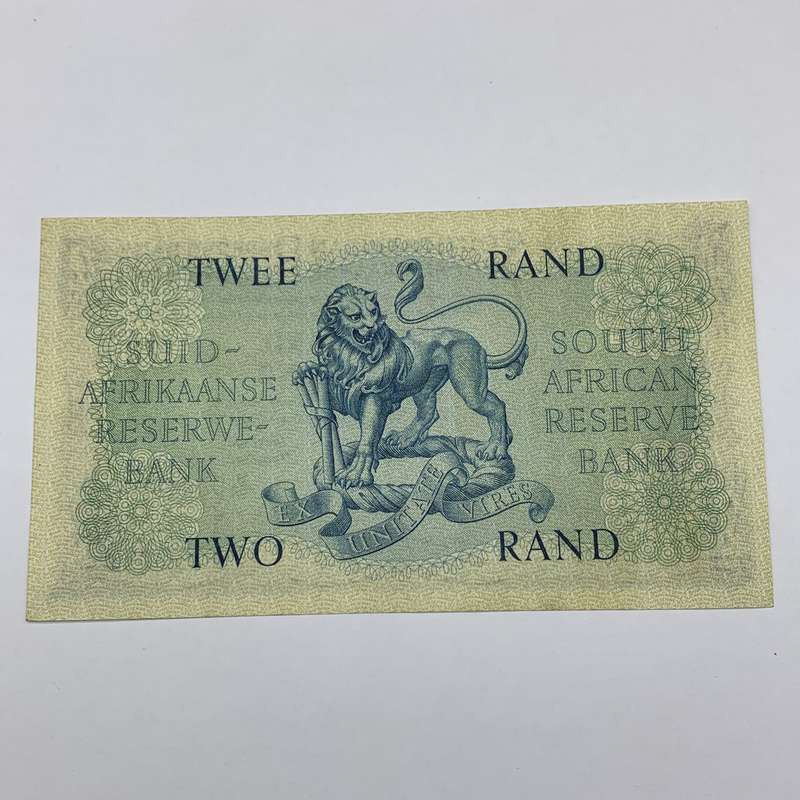 TWEE RAND
SUID-
AFRIKAANSE
RESERWE-
BANK
SOUTH
AFRICAN
RESERVE
BANK
EX UNITATE VIRES
TWO RAND